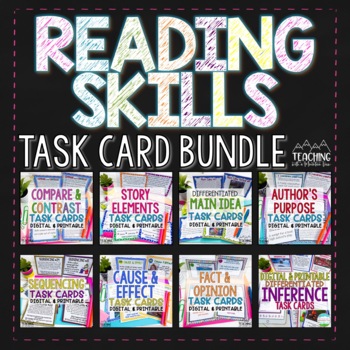 READING
SKILLS
TASK CARD BUNDLE
TEACHING
COMPARE &
CONTRAST
TASK CARDS
DIGITAL & PRINTABLE
STORY
ELEMENTS
TASK CARDS
DIGITAL & PRINTABLE
DIFFERENTIATED
MAIN IDEA
TASK CARDS
DIGITAL & PRINTABLE
AUTHOR'S
PURPOSE
TASK CARDS
DIGITAL & PRINTABLE
SEQUENCING
TASK CARDS
DIGITAL & PRINTABLE
CAUSE &
EFFECT
TASK CARDS
DIGITAL & PRINTABLE
FACT &
OPINION
TASK CARDS
DIGITAL & PRINTABLE
DIGITAL & PRINTABLE
DIFFERENTIATED
INFERENCE
TASK CARDS